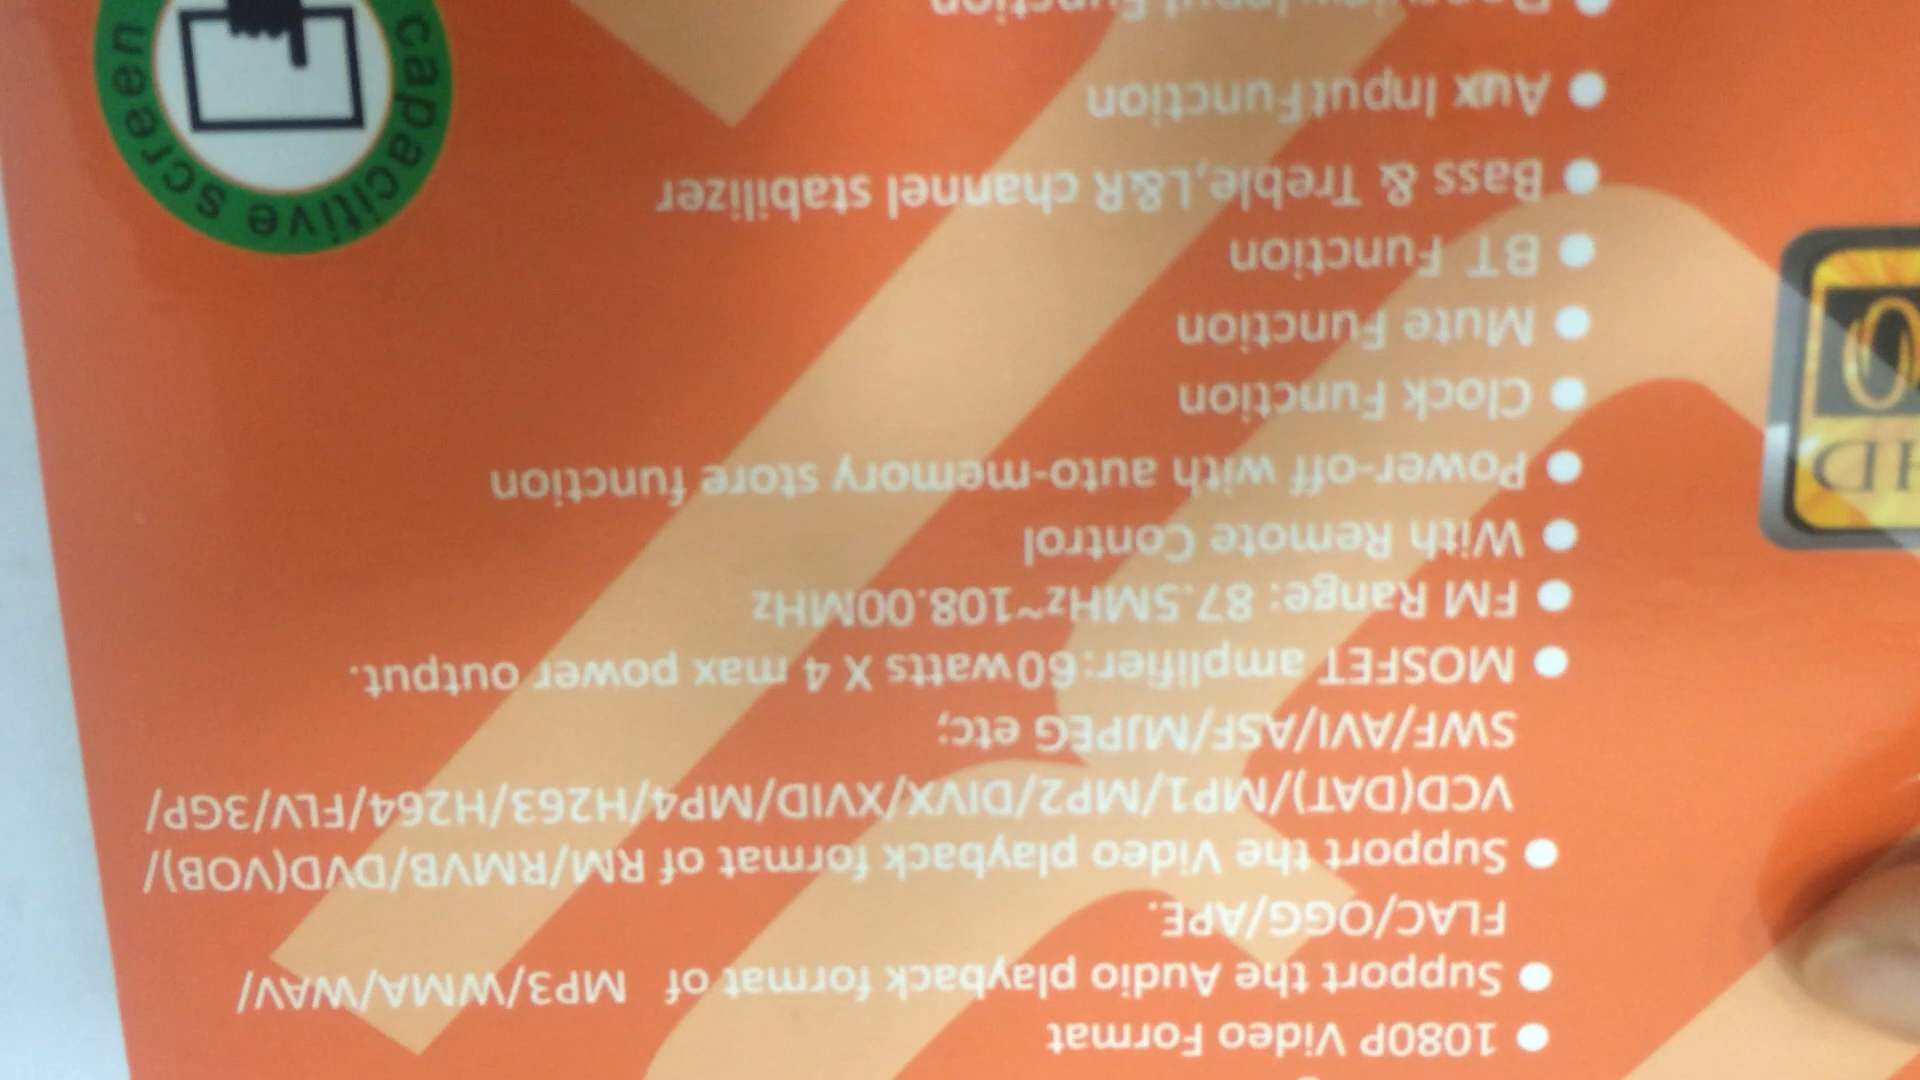 1080P Video Format
Support the Audio playback format of MP3/WMA/WAV/
FLAC/OGG/APE.
Support the Video playback format of RM/RMVB/DVD(VOB)/
VCD(DAT)/MP1/MP2/DIVX/XVID/MP4/H263/H264/FLV/3GP/
SWF/AVI/ASF/MJPEG etc;
MOSFET amplifier:60watts X 4 max power output.
FM Range: 87.5MHz~108.00MHz
With Remote Control
Power-off with auto-memory store function
Clock Function
Mute Function
BT Function
Bass & Treble,L&R channel stabilizer
Aux InputFunction
Input Function
HD
capacitive screen